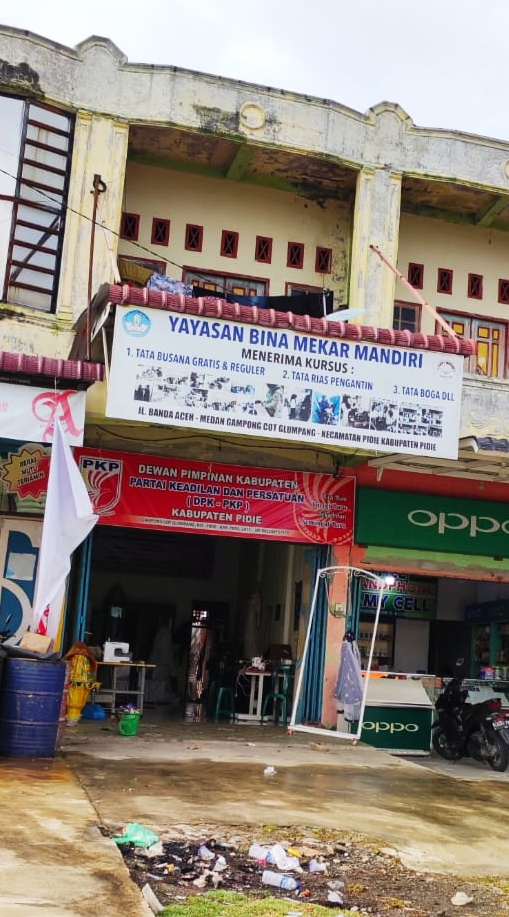 YAYASAN BINA MEKAR MANDIRI
MENERIMA KURSUS :
1. TATA BUSANA GRATIS & REGULER
2. TATA RIAS PENGANTIN
3. TATA BOGA DLL
JL BANDA ACEH - MEDAN GAMPONG COT GLUMPANG - KECAMATAN PIDIE KABUPATEN PIDIE
PKP
DEWAN PIMPINAN KABUPATEN
PARTAI KEADILAN DAN PERSATUAN
( DPK - PKP )
KABUPATEN PIDIE
oppo
MY CELL
oppo